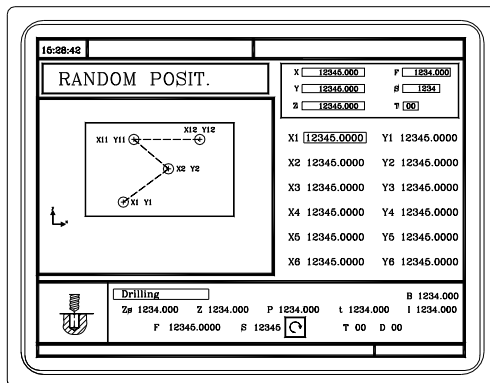 15:28:42
RANDOM POSIT.
X 12345.000 F 1234.000
Y 12345.000 S 1234
Z 12345.000 T 00
X11 Y11 X12 Y12
X2 Y2
X1 Y1
X1 12345.0000 Y1 12345.0000
X2 12345.0000 Y2 12345.0000
X3 12345.0000 Y3 12345.0000
X4 12345.0000 Y4 12345.0000
X5 12345.0000 Y5 12345.0000
X6 12345.0000 Y6 12345.0000
Drilling
B 1234.000
Zs 1234.000 Z 1234.000 P 1234.000 t 1234.000 I 1234.000
F 12345.0000 S 12345 T 00 D 00